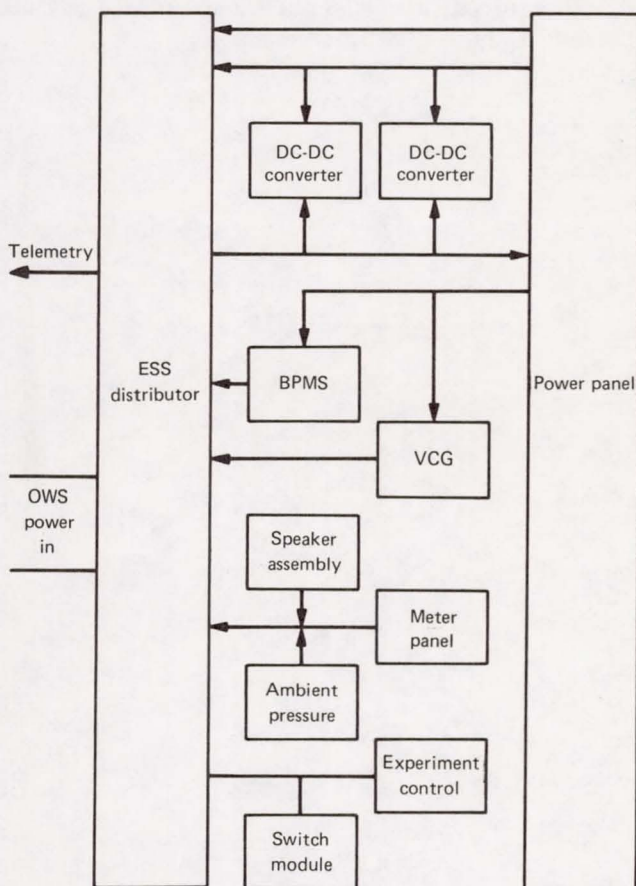 DC-DC
converter
DC-DC
converter
Telemetry
ESS
distributor
BPMS
Power panel
VCG
OWS
power
in
Speaker
assembly
Meter
panel
Ambient
pressure
Experiment
control
Switch
module